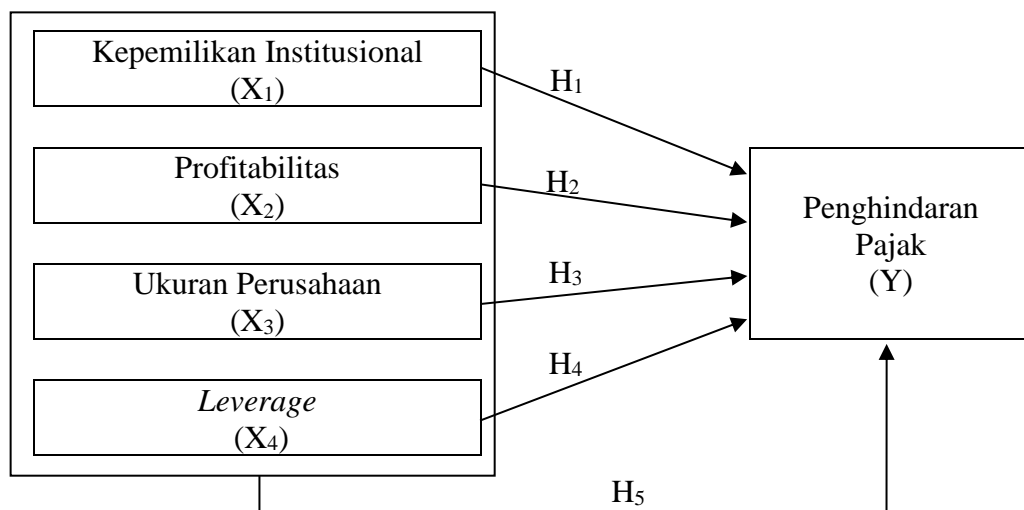 Kepemilikan Institusional
(X₁)
H₁
Profitabilitas
(X₂)
H₂
Penghindaran
Pajak
(Y)
Ukuran Perusahaan
(X₃)
H₃
Leverage
(X₄)
H₄
H₅